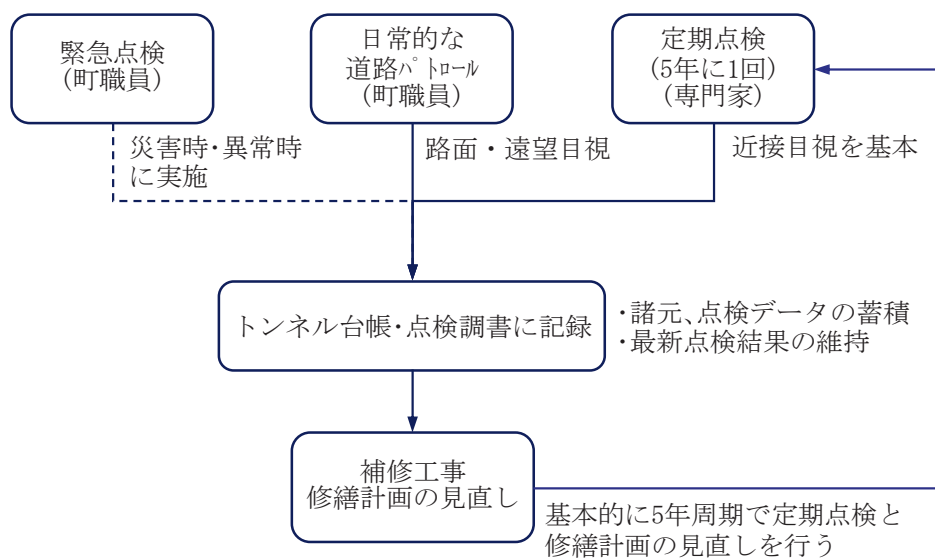 緊急点検
(町職員)
日常的な
道路ﾊﾟﾄﾛｰﾙ
(町職員)
定期点検
(5年に1回)
(専門家)
災害時・異常時
に実施
路面・遠望目視
近接目視を基本
トンネル台帳・点検調書に記録
・諸元、点検データの蓄積
・最新点検結果の維持
補修工事
修繕計画の見直し
基本的に5年周期で定期点検と
修繕計画の見直しを行う